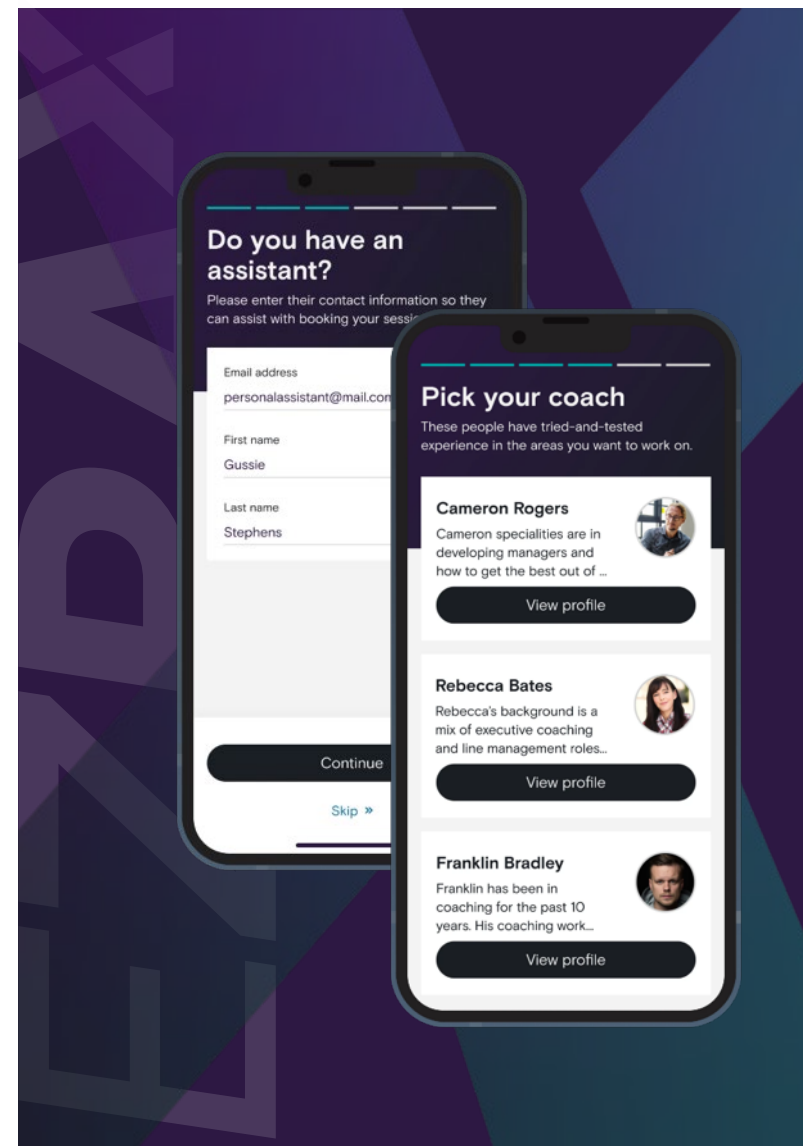 EZRA
Do you have an
assistant?
Please enter their contact information so they
can assist with booking your
Email address
personalassistant@mail.com
First name
Gussie
Last name
Stephens
Continue
Skip »
Pick your coach
These people have tried-and-tested
experience in the areas you want to work on.
Cameron Rogers
Cameron specialities are in
developing managers and
how to get the best out of ...
View profile
Rebecca Bates
Rebecca's background is a
mix of executive coaching
and line management roles...
View profile
Franklin Bradley
Franklin has been in
coaching for the past 10
years. His coaching work...
View profile